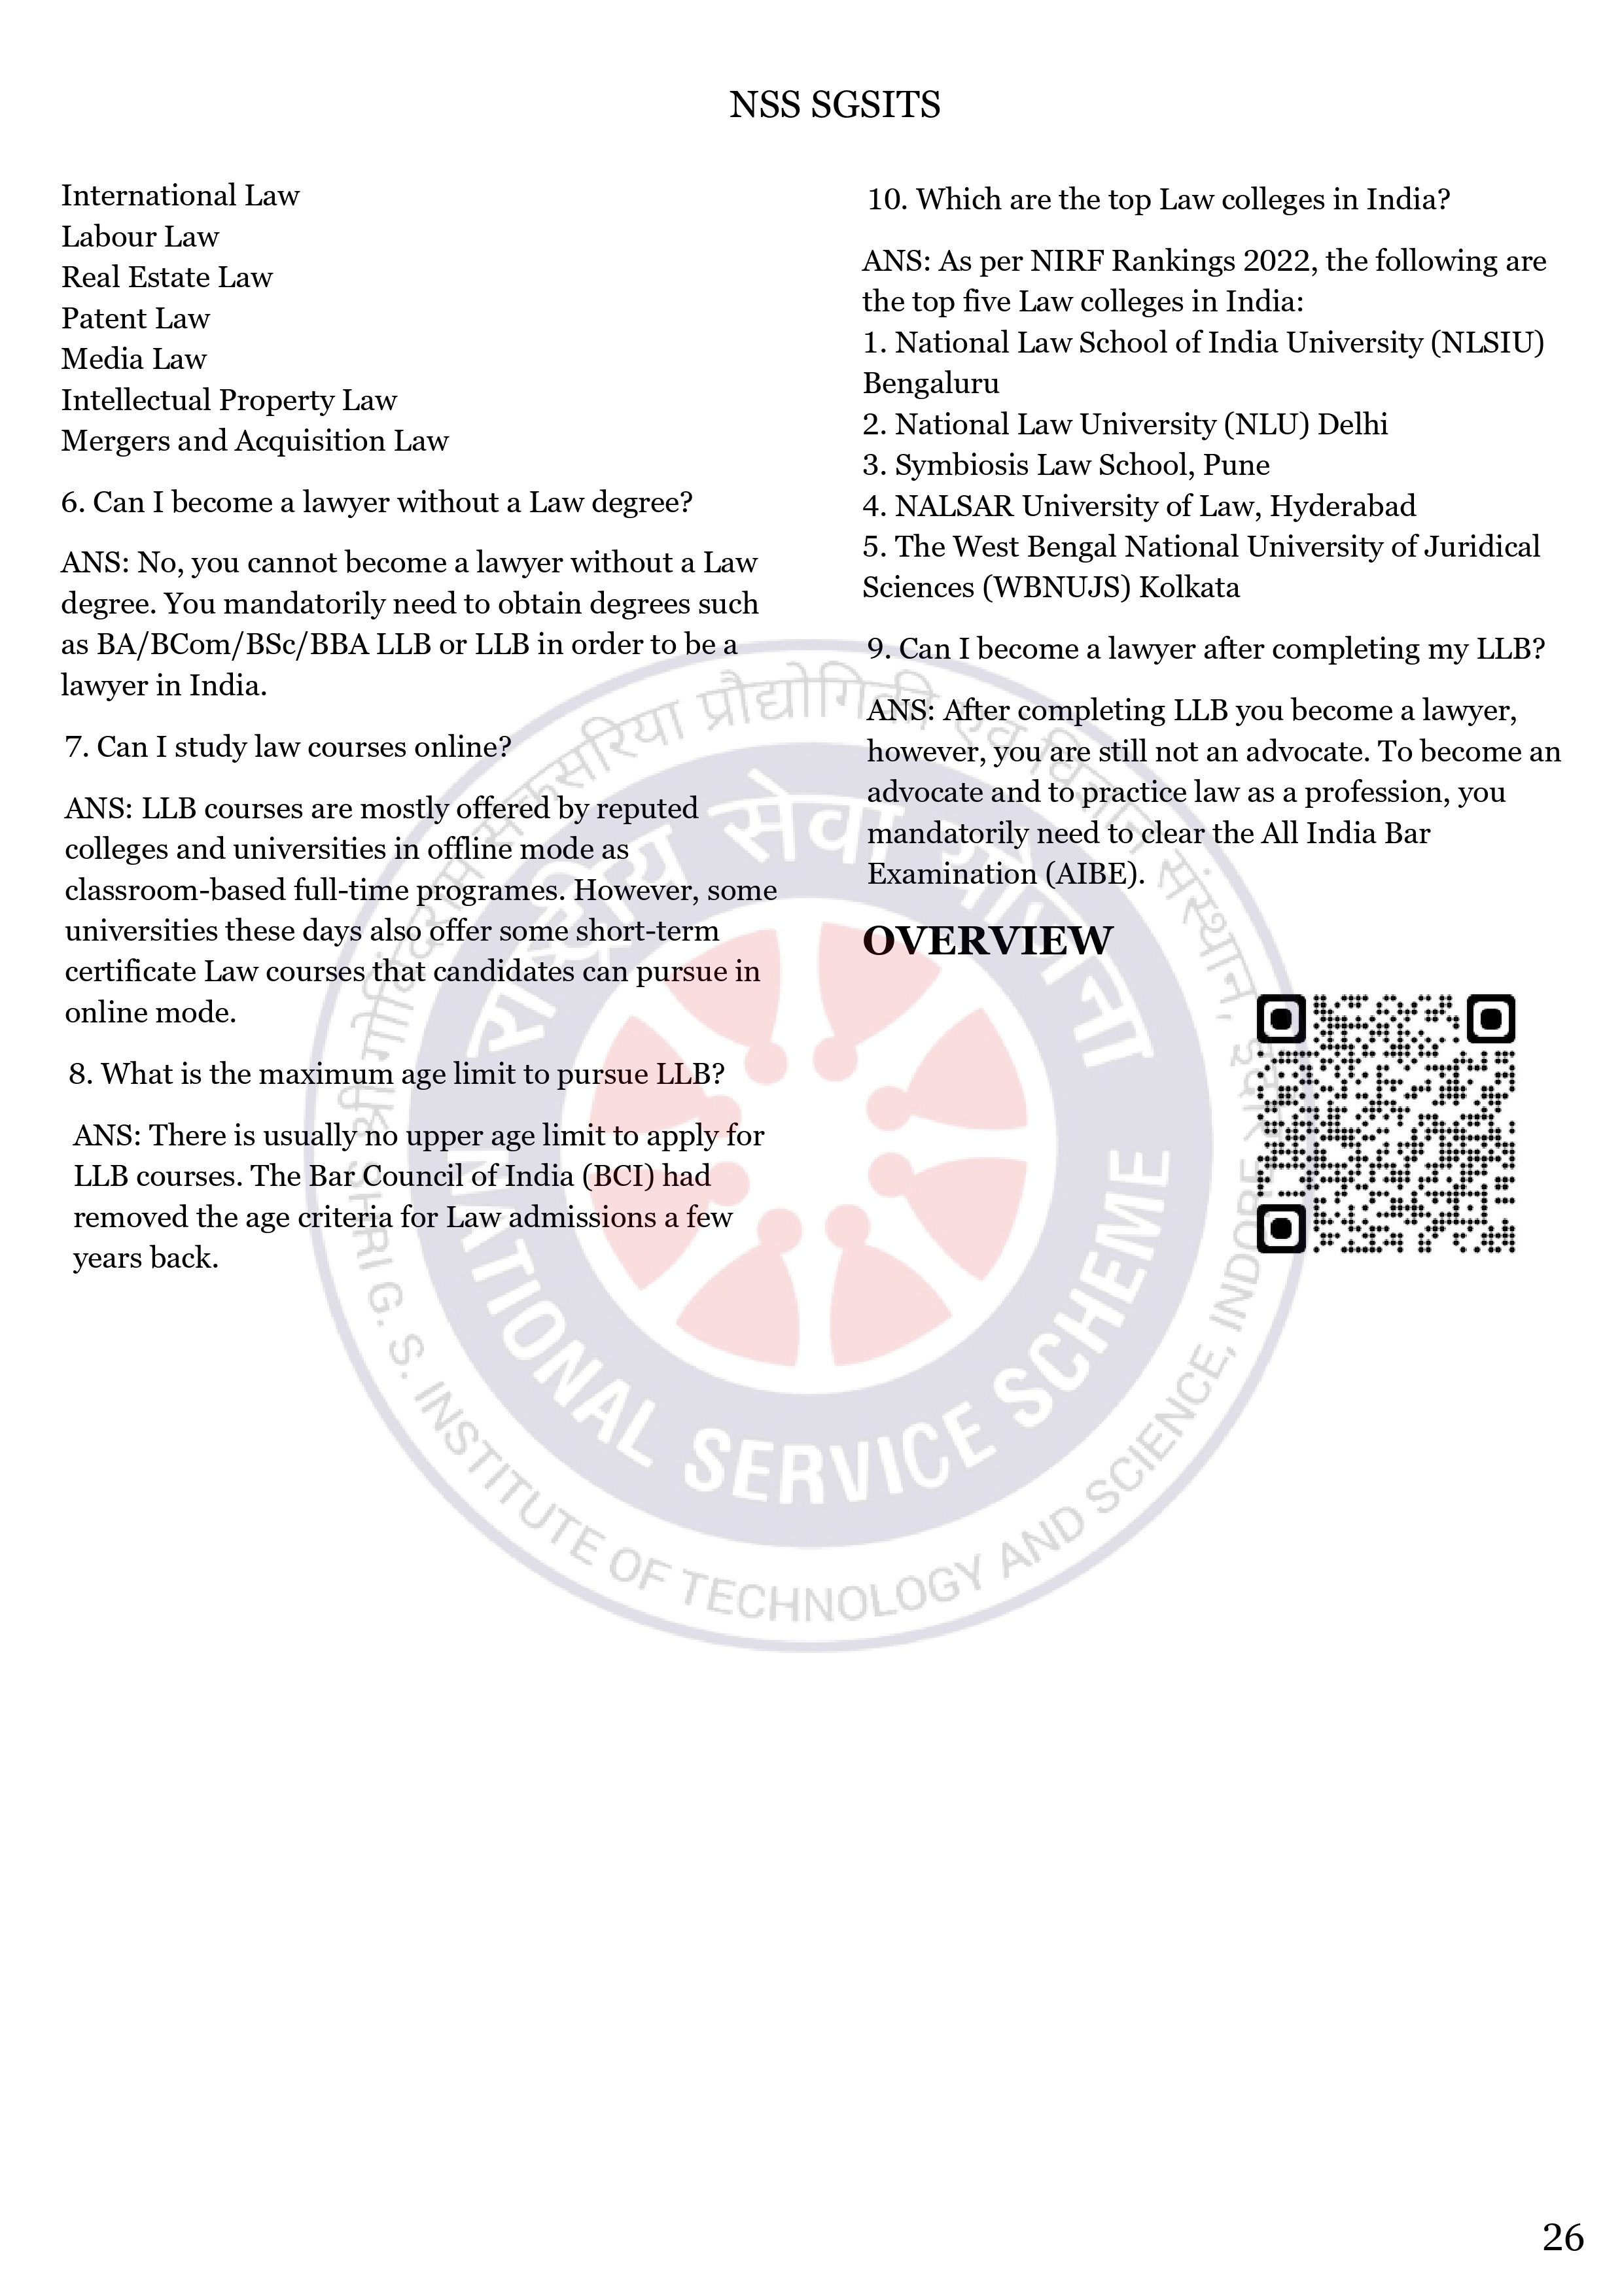 NSS SGSITS
International Law
Labour Law
Real Estate Law
Patent Law
Media Law
Intellectual Property Law
Mergers and Acquisition Law
6. Can I become a lawyer without a Law degree?
ANS: No, you cannot become a lawyer without a Law
degree. You mandatorily need to obtain degrees such
as BA/BCom/BSc/BBA LLB or LLB in order to be a
lawyer in India.
7. Can I study law courses online?
ANS: LLB courses are mostly offered by reputed
colleges and universities in offline mode as
classroom-based full-time programes. However, some
universities these days also offer some short-term
certificate Law courses that candidates can pursue in
online mode.
8. What is the maximum age limit to pursue LLB?
ANS: There is usually no upper age limit to apply for
LLB courses. The Bar Council of India (BCI) had
removed the age criteria for Law admissions a few
years back.
10. Which are the top Law colleges in India?
ANS: As per NIRF Rankings 2022, the following are
the top five Law colleges in India:
1. National Law School of India University (NLSIU)
Bengaluru
2. National Law University (NLU) Delhi
3. Symbiosis Law School, Pune
4. NALSAR University of Law, Hyderabad
5. The West Bengal National University of Juridical
Sciences (WBNUJS) Kolkata
9. Can I become a lawyer after completing my LLB?
ANS: After completing LLB you become a lawyer,
however, you are still not an advocate. To become an
advocate and to practice law as a profession, you
mandatorily need to clear the All India Bar
Examination (AIBE).
OVERVIEW
श्री गोविंदराम सेकसरिया प्रौद्योगिकी एवं विज्ञान संस्थान, इंदौर
राष्ट्रीय सेवा योजना
NATIONAL SERVICE SCHEME
SHRI G. S. INSTITUTE OF TECHNOLOGY AND SCIENCE, INDORE
26